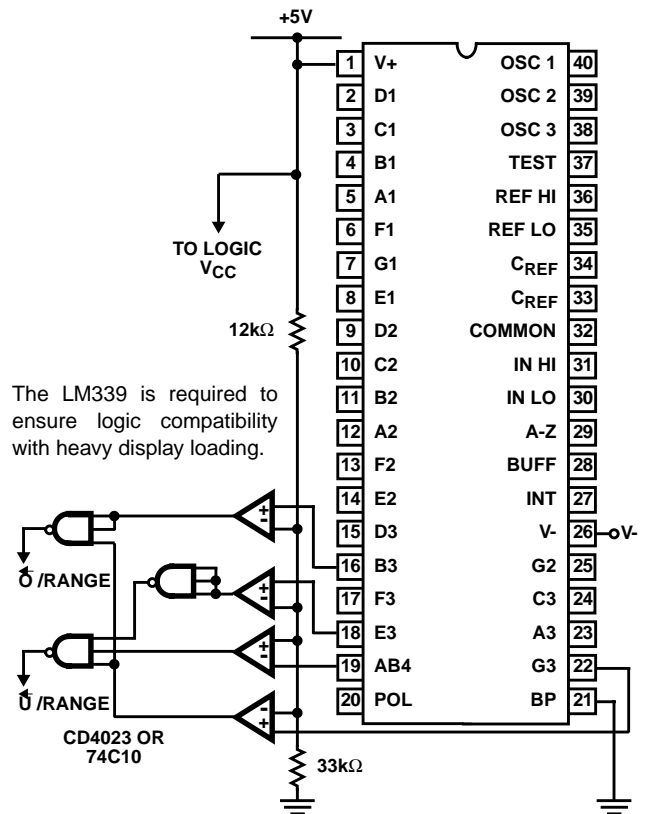 +5V
1 V+ OSC 1 40
2 D1 OSC 2 39
3 C1 OSC 3 38
4 B1 TEST 37
5 A1 REF HI 36
6 F1 REF LO 35
7 G1 CREF 34
8 E1 CREF 33
9 D2 COMMON 32
10 C2 IN HI 31
11 B2 IN LO 30
12 A2 A-Z 29
13 F2 BUFF 28
14 E2 INT 27
15 D3 V- 26 V-
16 B3 G2 25
17 F3 C3 24
18 E3 A3 23
19 AB4 G3 22
20 POL BP 21
TO LOGIC
VCC
12kΩ
The LM339 is required to
ensure logic compatibility
with heavy display loading.
+
-
+
-
+
-
-
+
O /RANGE
U /RANGE
CD4023 OR
74C10
33kΩ